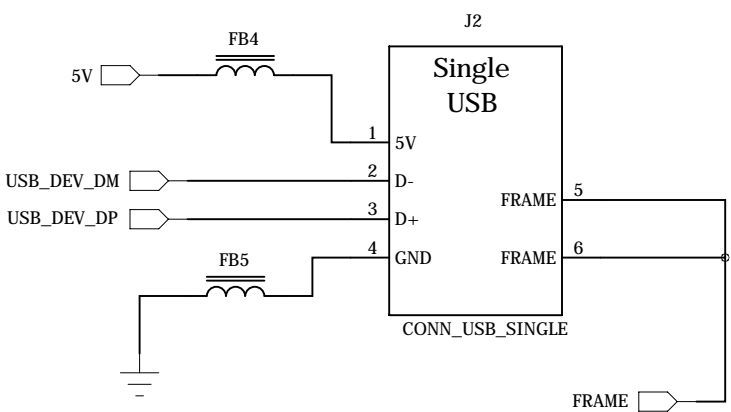 J2
FB4
5V
Single
USB
1
5V
USB_DEV_DM
2
D-
USB_DEV_DP
3
D+
FRAME
5
4
GND
FRAME
6
FB5
CONN_USB_SINGLE
FRAME